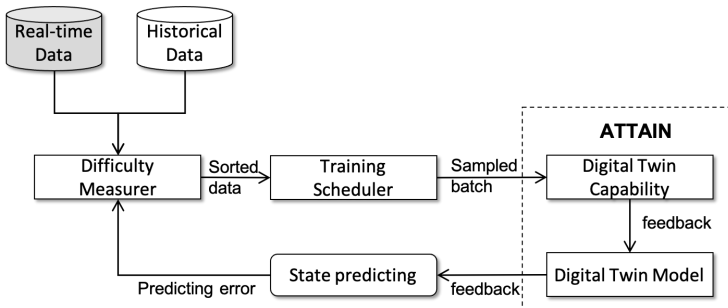 Real-time
Data
Historical
Data
ATTAIN
Difficulty
Measurer
Sorted
data
Training
Scheduler
Sampled
batch
Digital Twin
Capability
feedback
Predicting error
State predicting
feedback
Digital Twin Model